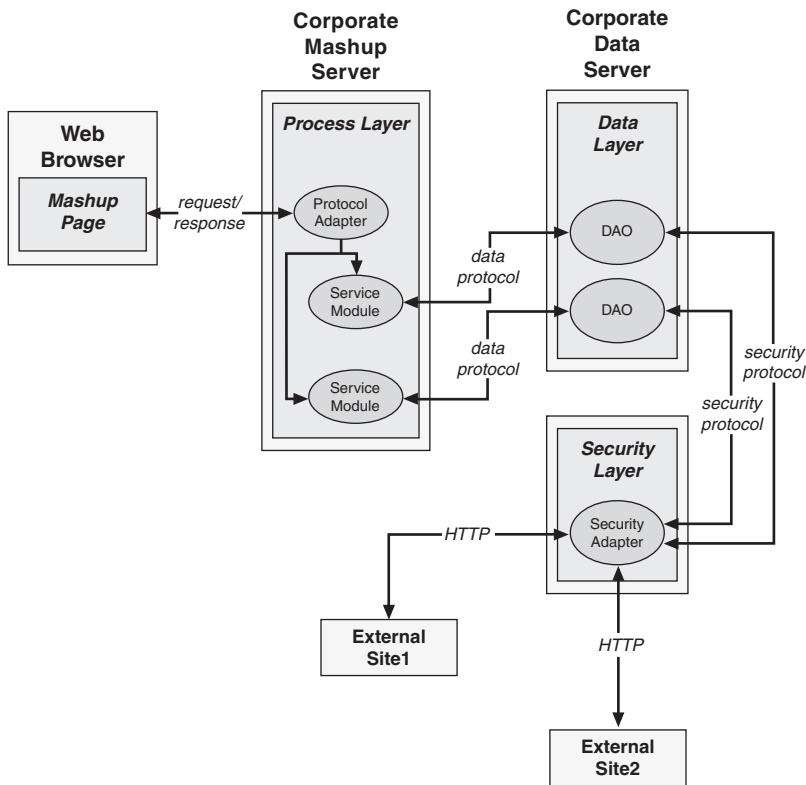 Corporate
Mashup
Server
Corporate
Data
Server
Web
Browser
Mashup
Page
request/
response
Process Layer
Protocol
Adapter
Service
Module
Service
Module
data
protocol
data
protocol
Data
Layer
DAO
DAO
security
protocol
security
protocol
Security
Layer
Security
Adapter
HTTP
External
Site1
HTTP
External
Site2